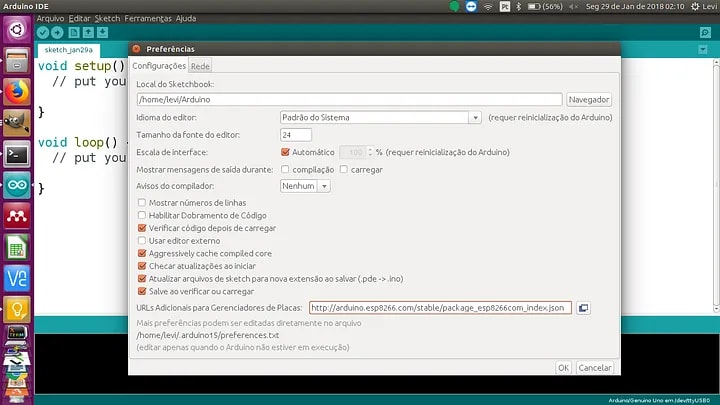 Arduino IDE
Pt (56%) Seg 29 de Jan de 2018 02:10 Levi
Arquivo Editar Sketch Ferramentas Ajuda
sketch_jan29a
void setup()
// put you
}
void loop() {
// put you
}
Preferências
Configurações Rede
Local do Sketchbook:
/home/levi/Arduino Navegador
Idioma do editor: Padrão do Sistema (requer reinicialização do Arduino)
Tamanho da fonte do editor: 24
Escala de interface: Automático 100 % (requer reinicialização do Arduino)
Mostrar mensagens de saída durante: compilação carregar
Avisos do compilador: Nenhum
Mostrar números de linhas
Habilitar Dobramento de Código
Verificar código depois de carregar
Usar editor externo
Aggressively cache compiled core
Checar atualizações ao iniciar
Atualizar arquivos de sketch para nova extensão ao salvar (.pde -> .ino)
Salve ao verificar ou carregar
URLs Adicionais para Gerenciadores de Placas: http://arduino.esp8266.com/stable/package_esp8266com_index.json
Mais preferências podem ser editadas diretamente no arquivo
/home/levi/.arduino15/preferences.txt
(editar apenas quando o Arduino não estiver em execução)
OK Cancelar
Arduino/Genuino Uno em /dev/ttyUSB0